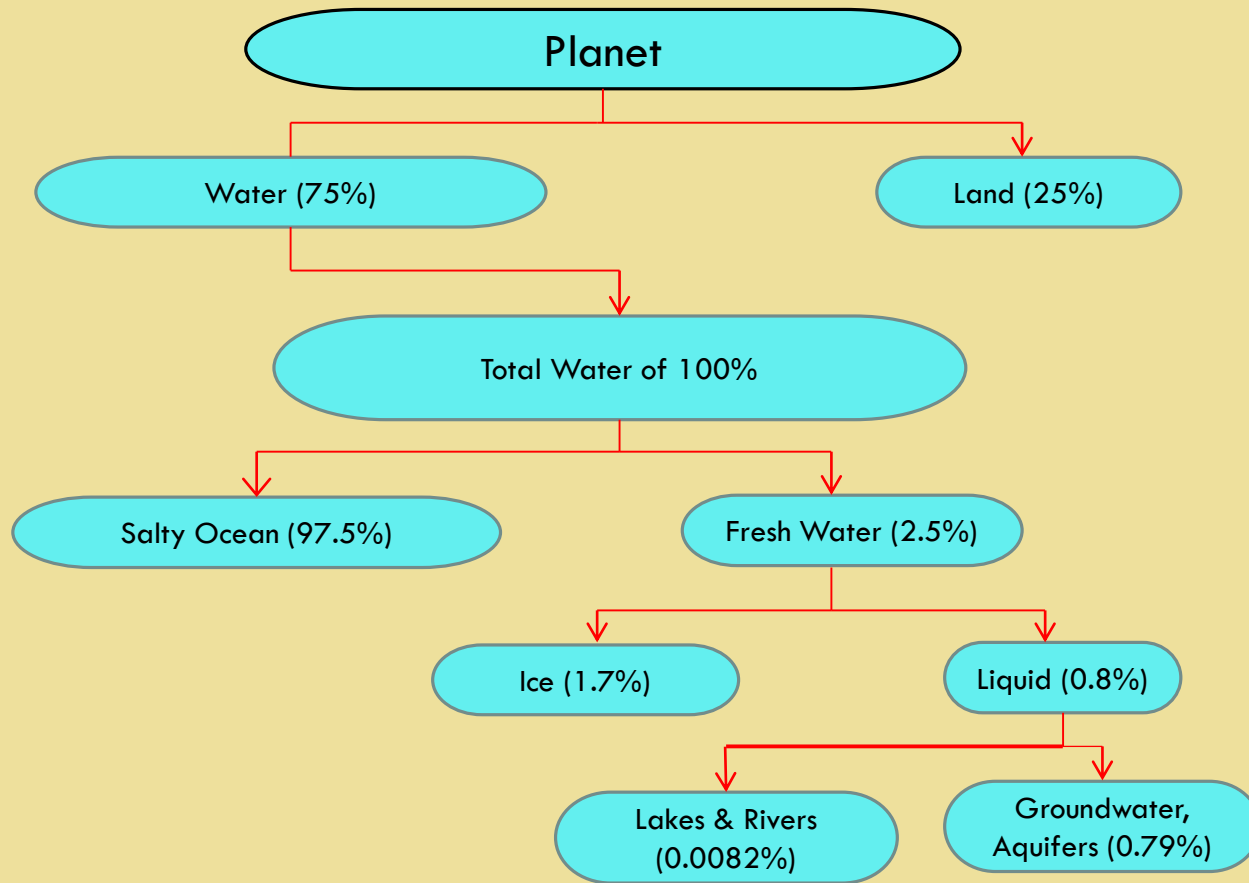 Planet
Water (75%)
Land (25%)
Total Water of 100%
Salty Ocean (97.5%)
Fresh Water (2.5%)
Ice (1.7%)
Liquid (0.8%)
Lakes & Rivers
(0.0082%)
Groundwater,
Aquifers (0.79%)